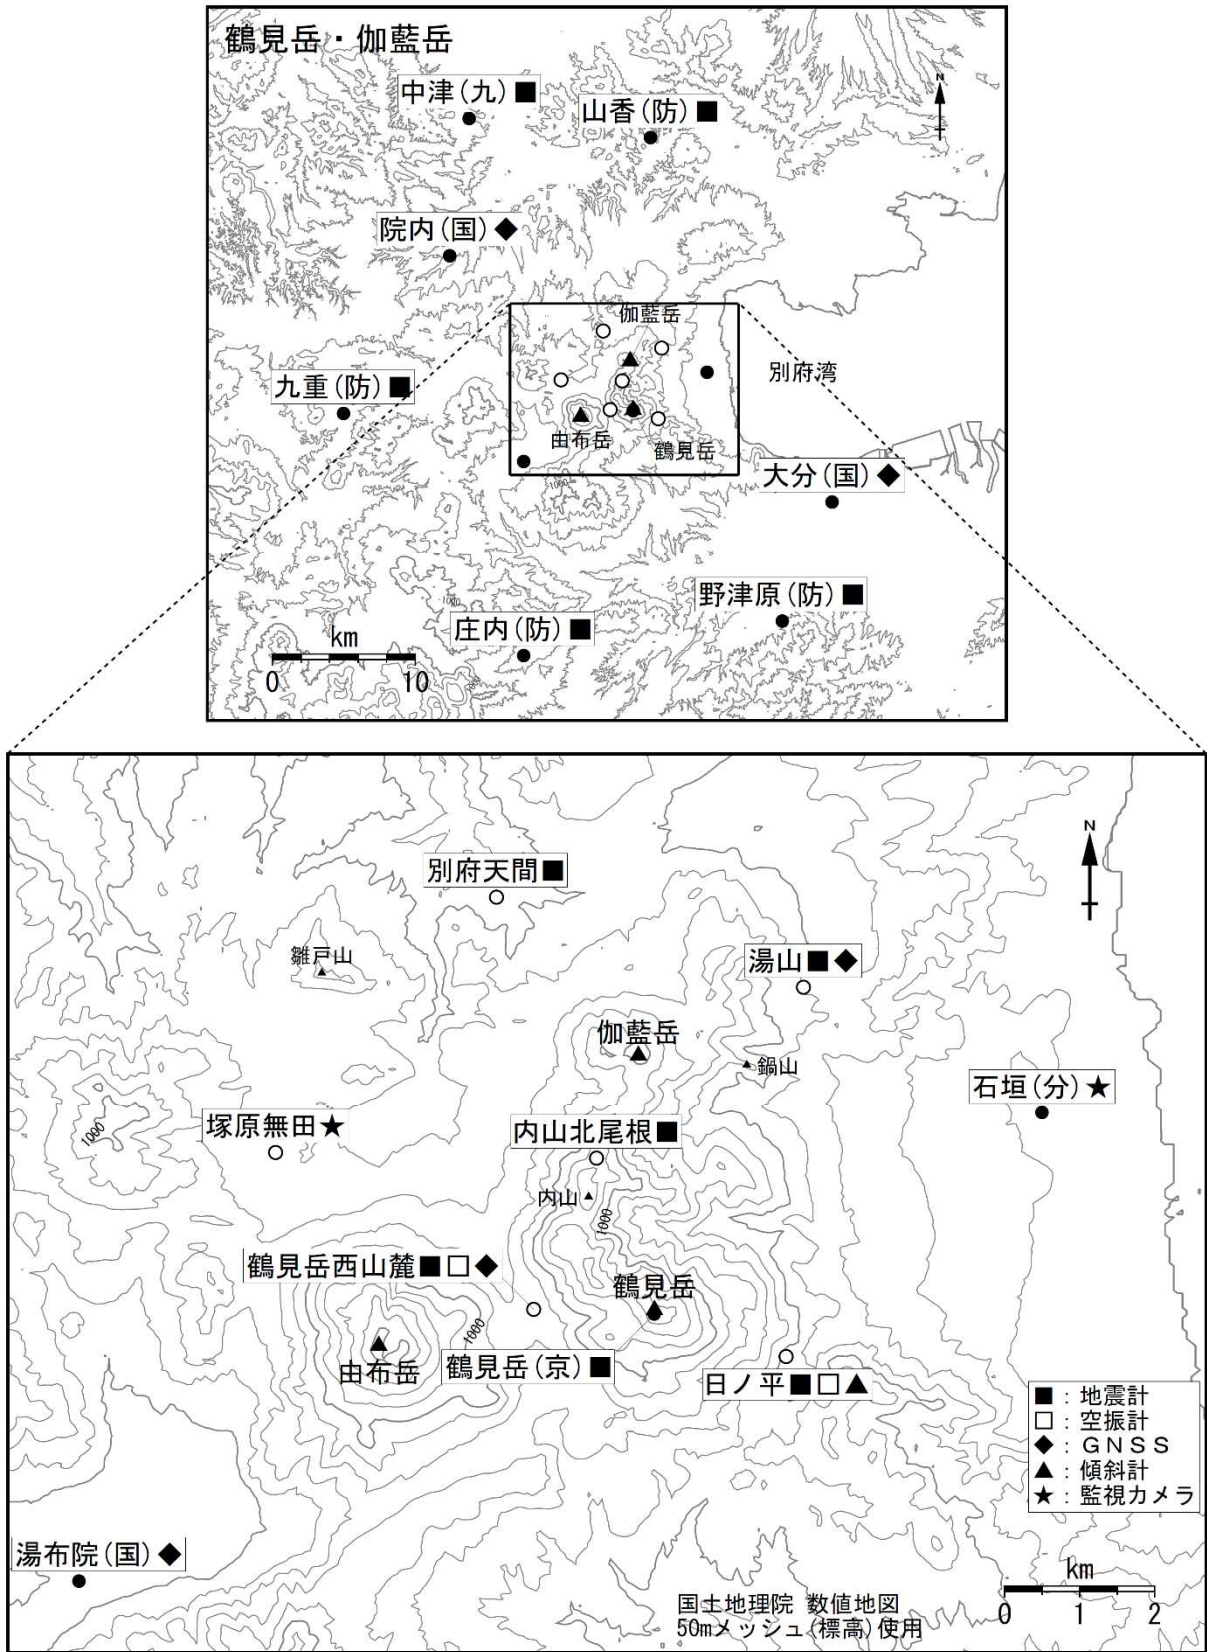 鶴見岳・伽藍岳
中津(九)■
山香(防)■
N
院内(国)◆
伽藍岳
九重(防)■
別府湾
由布岳
鶴見岳
大分(国)◆
1000
野津原(防)■
1000
庄内(防)■
km
0 10
1000
別府天間■
N
雛戸山
湯山■◆
伽藍岳
鍋山
石垣(分)★
1000
塚原無田★
内山北尾根■
内山
1000
鶴見岳西山麓■□◆
鶴見岳
1000
由布岳
鶴見岳(京)■
日ノ平■□▲
■：地震計
□：空振計
◆：ＧＮＳＳ
▲：傾斜計
★：監視カメラ
湯布院(国)◆
km
0 1 2
国土地理院 数値地図
50mメッシュ(標高)使用